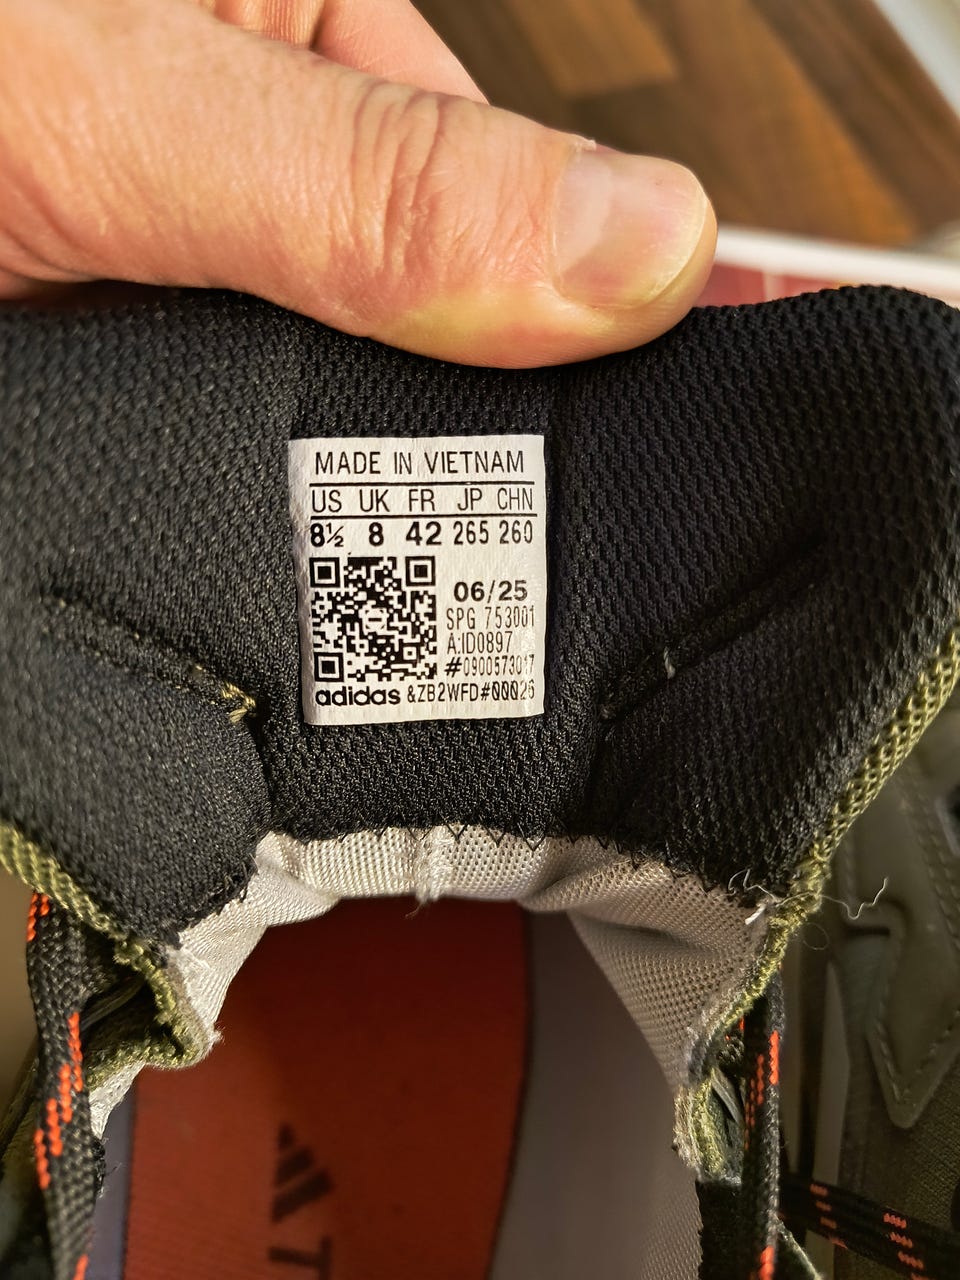 MADE IN VIETNAM
US UK FR JP CHN
8½ 8 42 265 260
06/25
SPG 753001
A:ID0897
#0900573017
adidas &ZB2WFD#00026
T